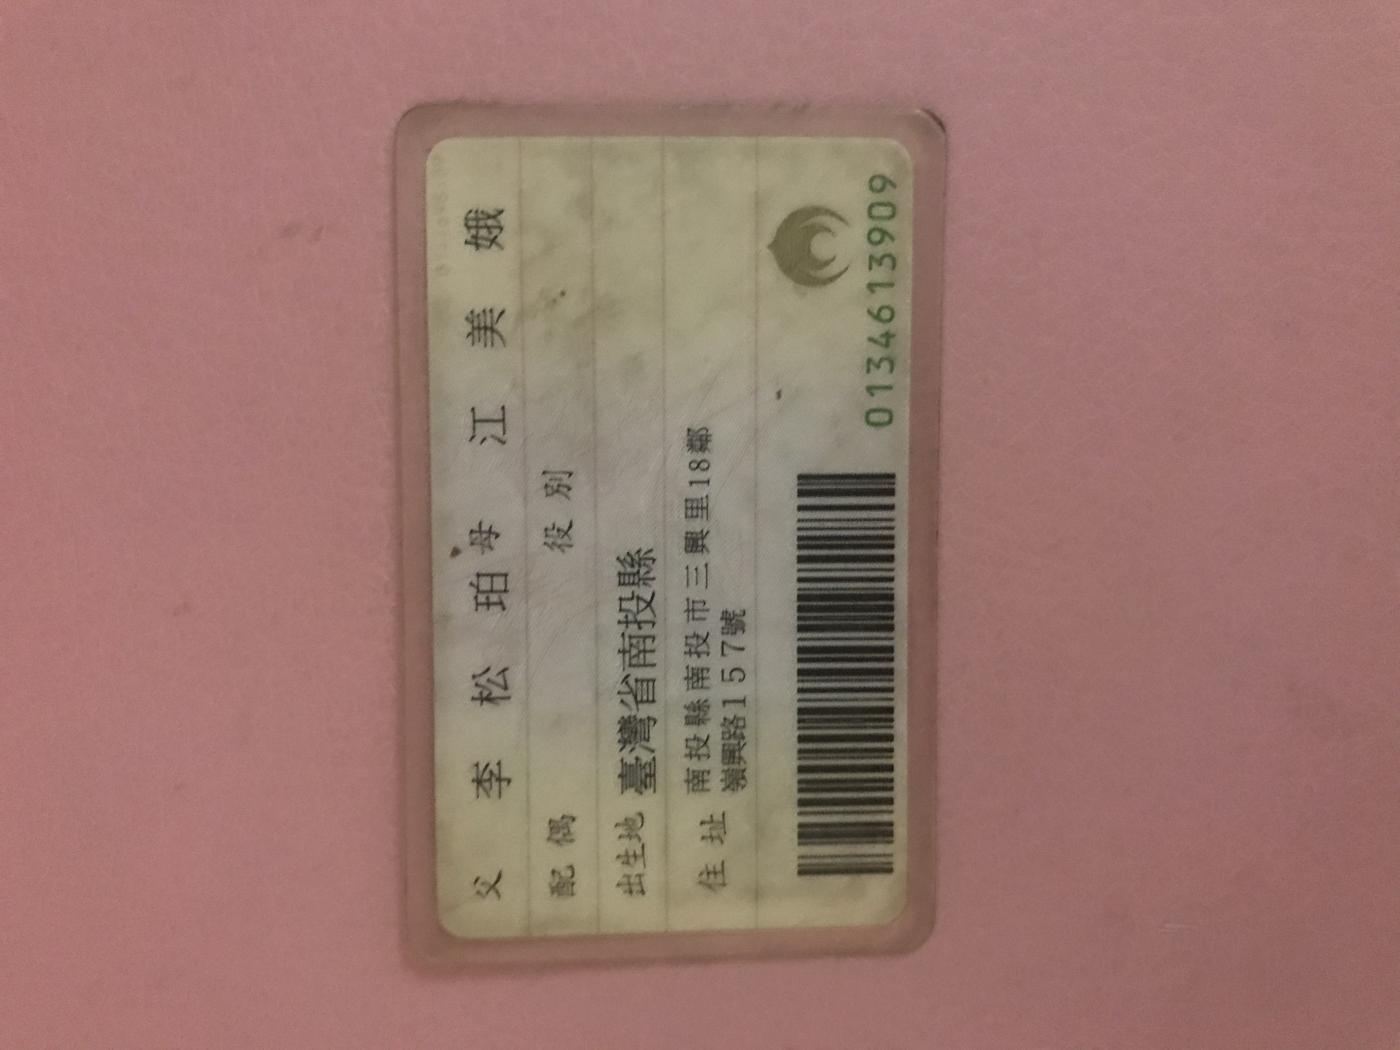 父 李松珀 母 江美娥
配偶 役別
出生地 臺灣省南投縣
住址 南投縣南投市三興里18鄰
嶺興路157號
0134613909